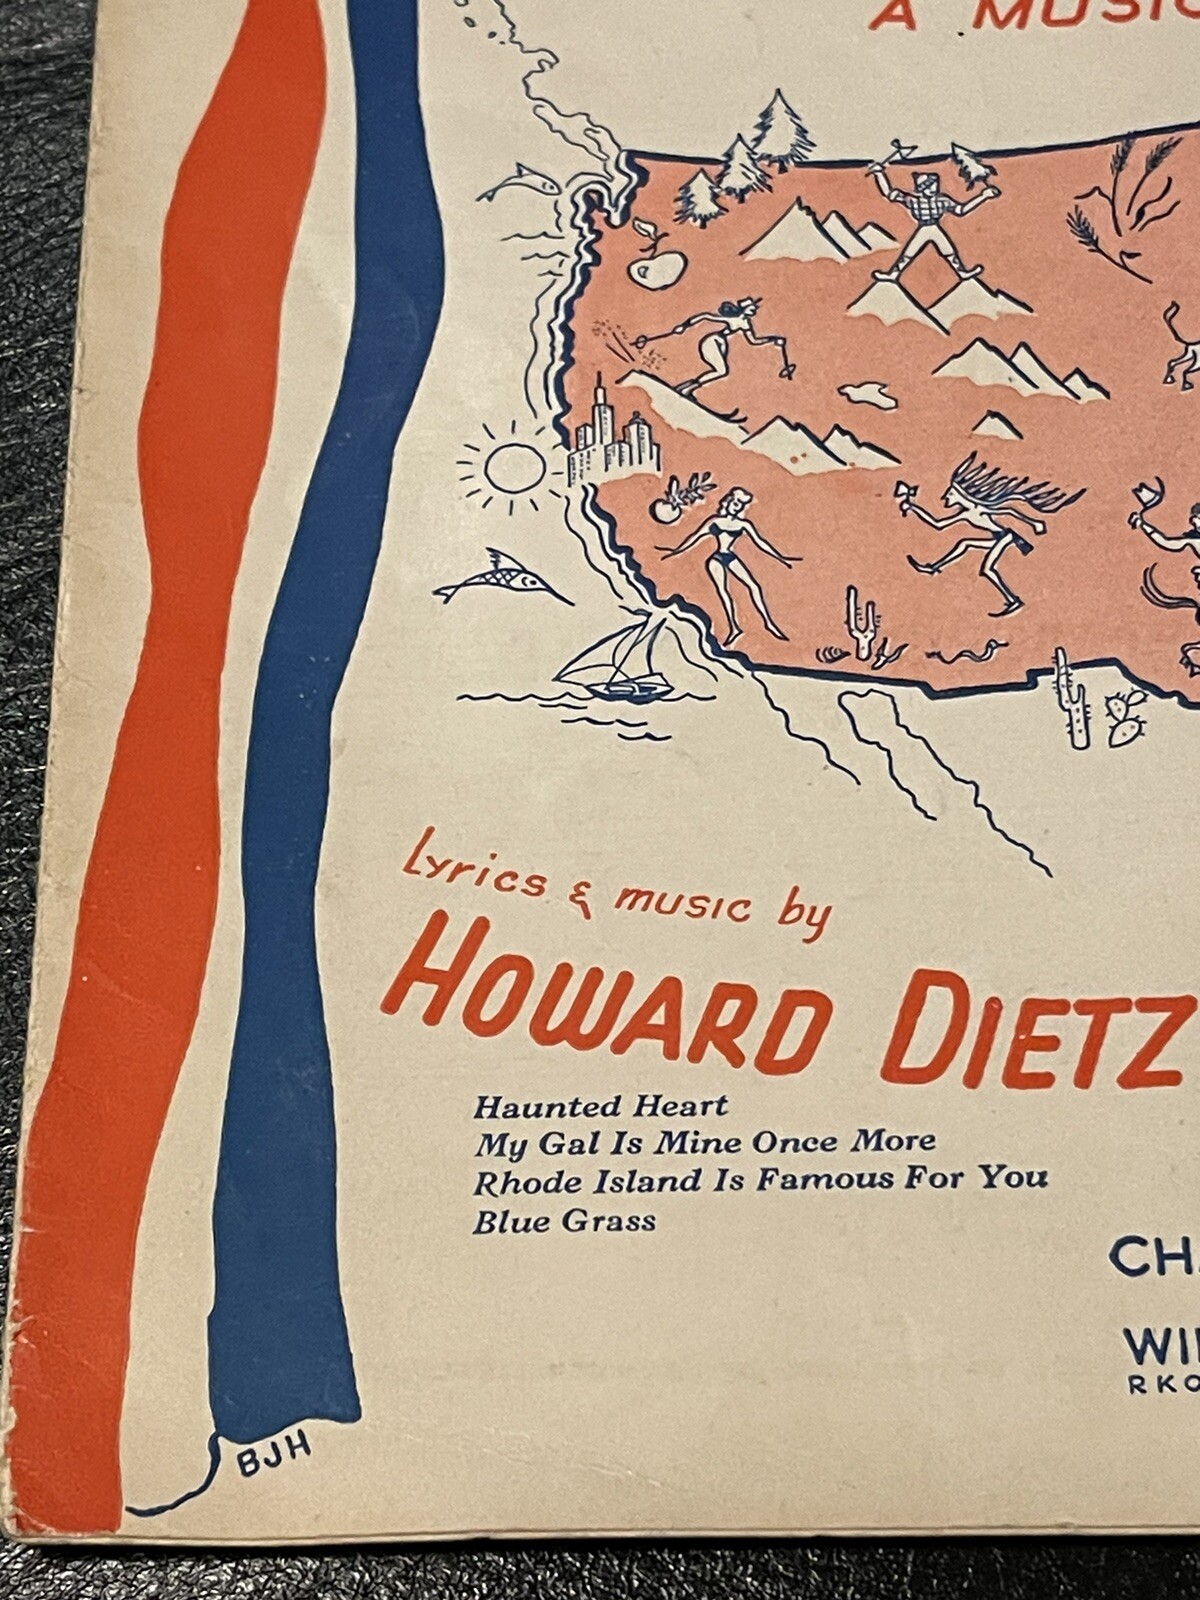 A MUSIC
Lyrics & music by
HOWARD DIETZ
Haunted Heart
My Gal Is Mine Once More
Rhode Island Is Famous For You
Blue Grass
BJH